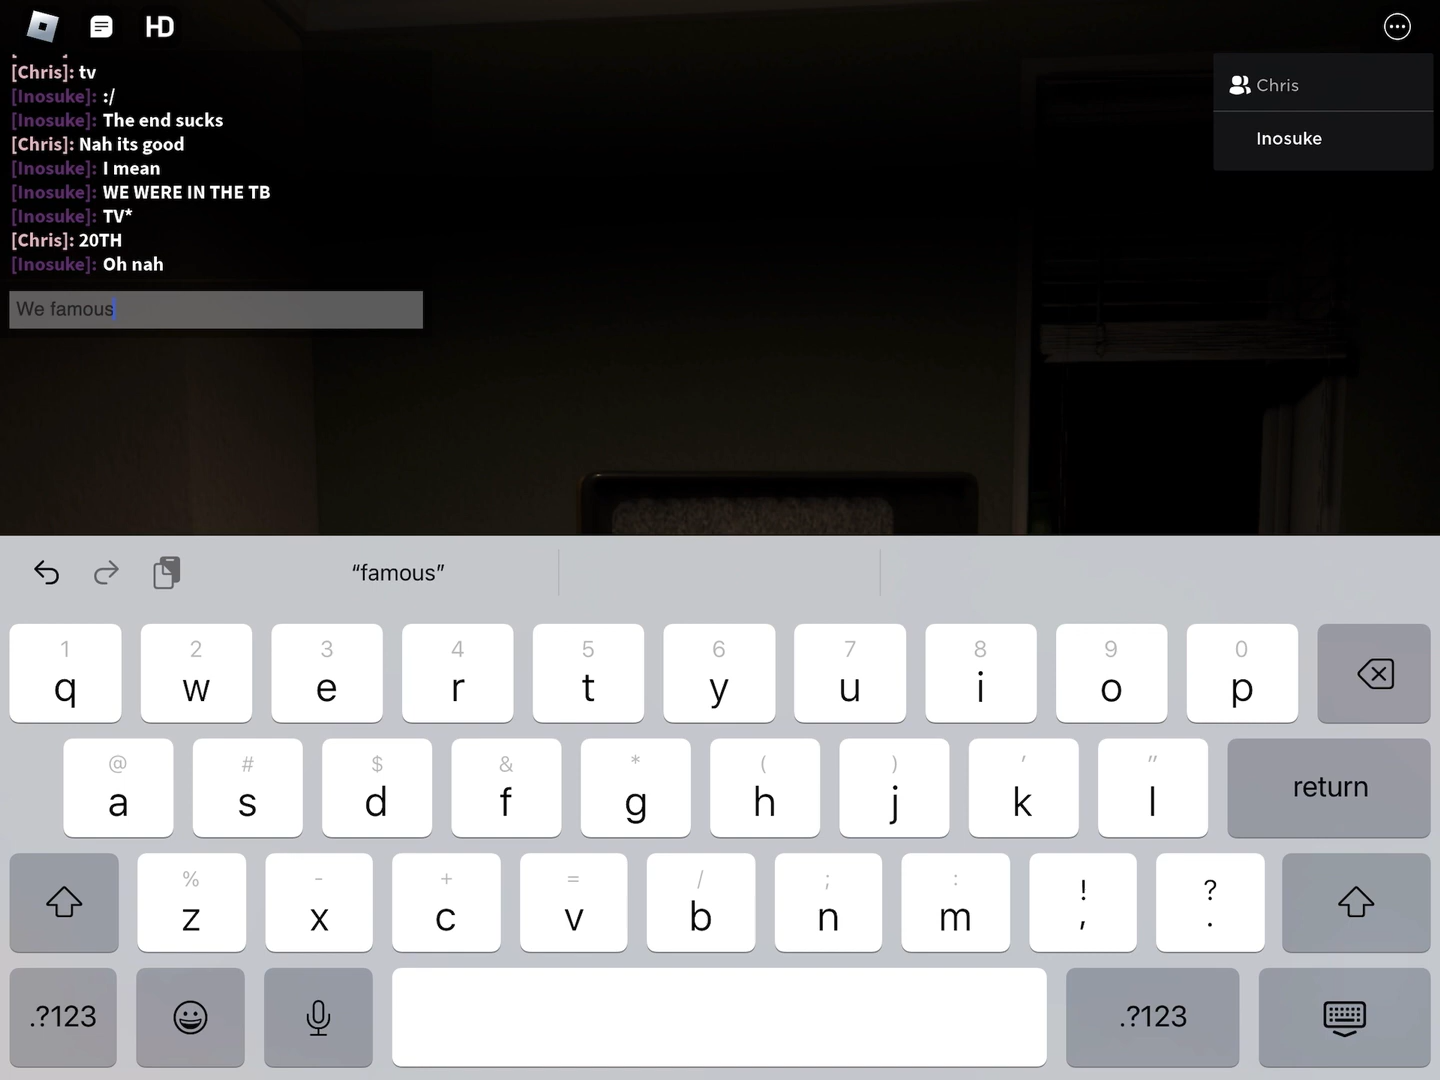 HD
[Chris]: tv
[Inosuke]: :/
[Inosuke]: The end sucks
[Chris]: Nah its good
[Inosuke]: I mean
[Inosuke]: WE WERE IN THE TB
[Inosuke]: TV*
[Chris]: 20TH
[Inosuke]: Oh nah
We famous
Chris
Inosuke
“famous”
1 2 3 4 5 6 7 8 9 0
q w e r t y u i o p
@ # $ & * ( ) ' "
a s d f g h j k l return
% - + = / ; : ! ?
z x c v b n m , .
.?123 .?123